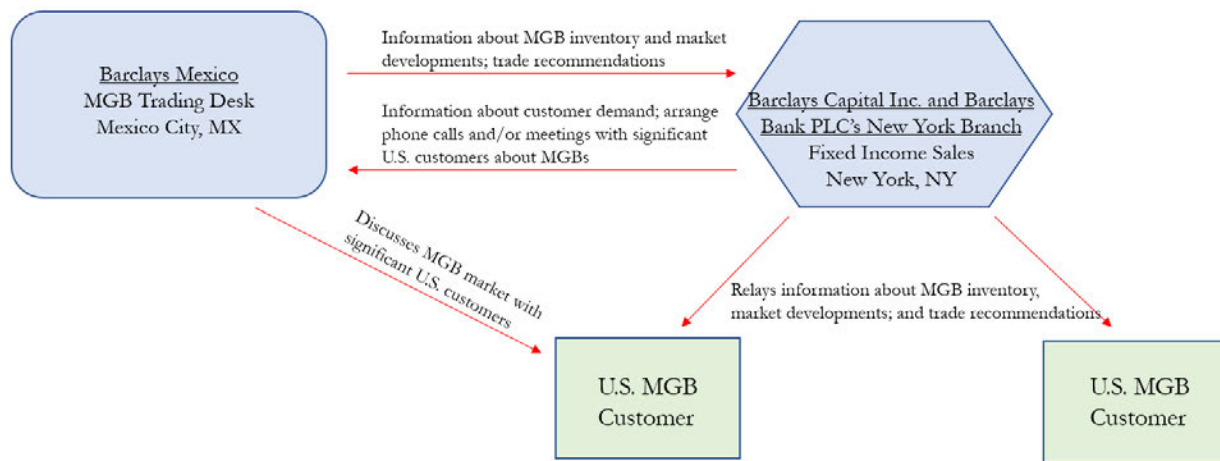 Barclays Mexico
MGB Trading Desk
Mexico City, MX
Information about MGB inventory and market
developments; trade recommendations
Information about customer demand; arrange
phone calls and/or meetings with significant
U.S. customers about MGBs
Barclays Capital Inc. and Barclays
Bank PLC’s New York Branch
Fixed Income Sales
New York, NY
Discusses MGB market with
significant U.S. customers
Relays information about MGB inventory,
market developments; and trade recommendations
U.S. MGB
Customer
U.S. MGB
Customer